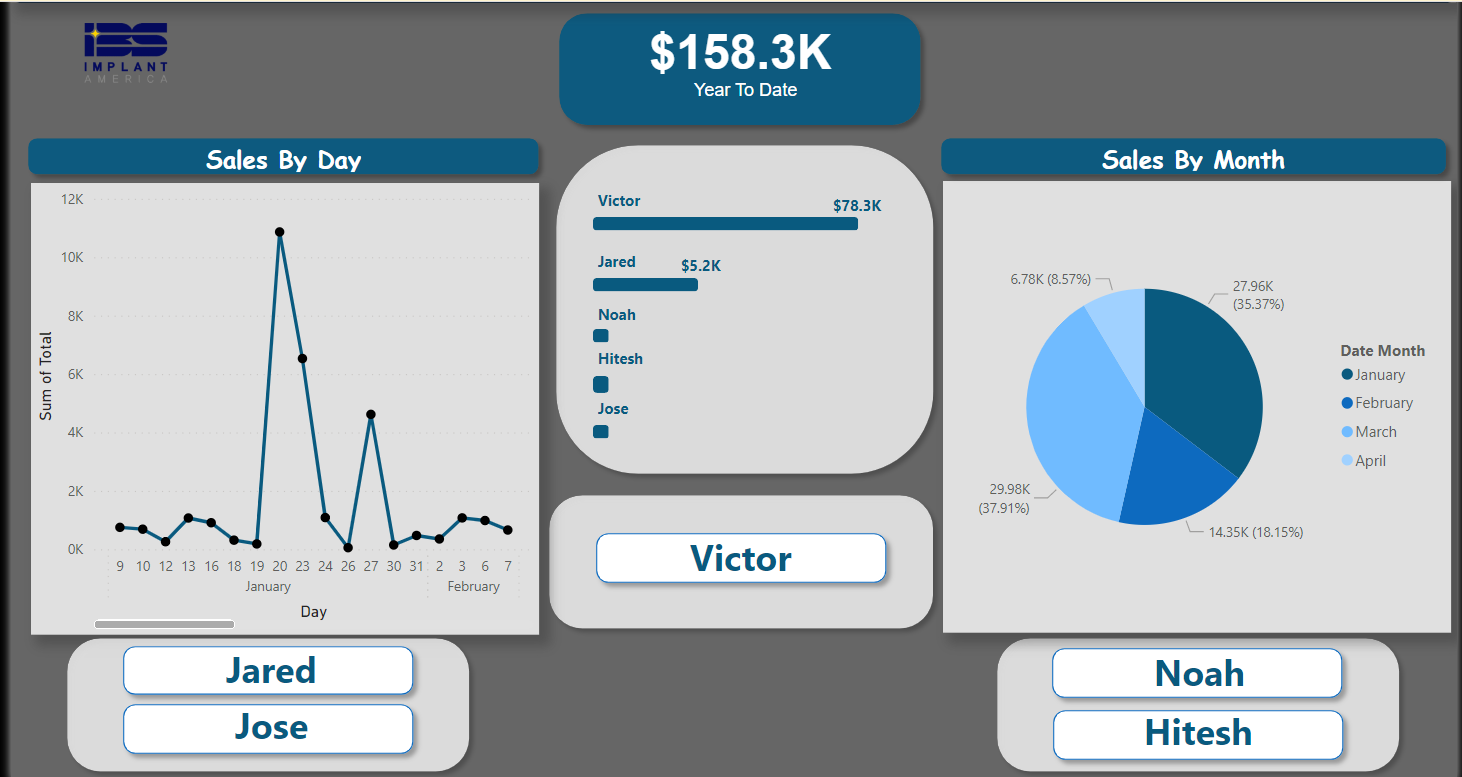 IBS
IMPLANT
AMERICA
$158.3K
Year To Date
Sales By Day
12K
10K
8K
6K
4K
2K
0K
Sum of Total
9 10 12 13 16 18 19 20 23 24 26 27 30 31 2 3 6 7
January February
Day
Jared
Jose
Victor
$78.3K
Jared
$5.2K
Noah
Hitesh
Jose
Victor
Sales By Month
6.78K (8.57%)
27.96K
(35.37%)
29.98K
(37.91%)
14.35K (18.15%)
Date Month
January
February
March
April
Noah
Hitesh